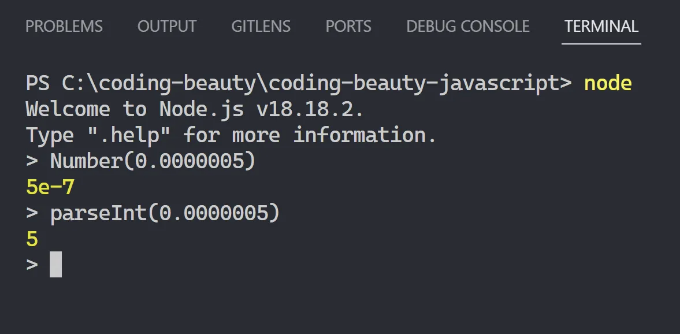 PROBLEMS OUTPUT GITLENS PORTS DEBUG CONSOLE TERMINAL
PS C:\coding-beauty\coding-beauty-javascript> node
Welcome to Node.js v18.18.2.
Type ".help" for more information.
> Number(0.0000005)
5e-7
> parseInt(0.0000005)
5
>